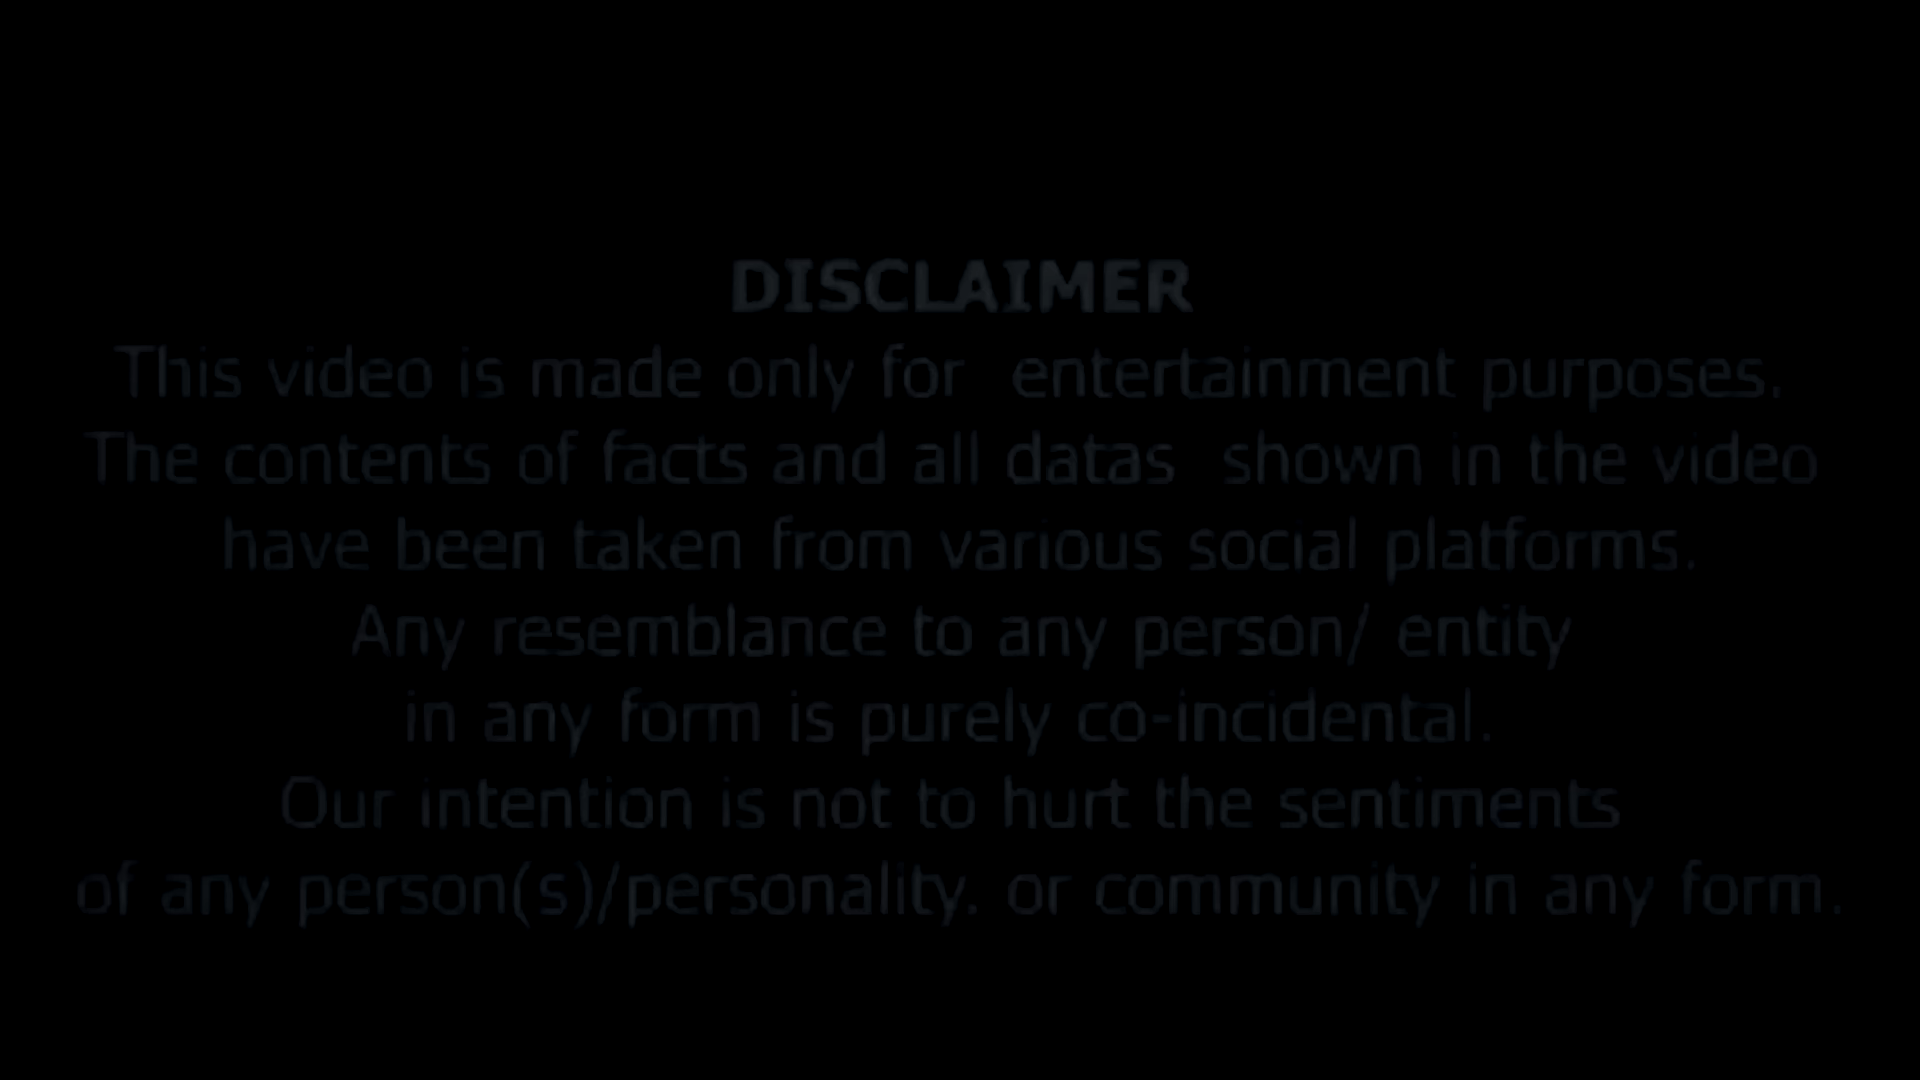 DISCLAIMER
This video is made only for entertainment purposes.
The contents of facts and all datas shown in the video
have been taken from various social platforms.
Any resemblance to any person/ entity
in any form is purely co-incidental.
Our intention is not to hurt the sentiments
of any person(s)/personality. or community in any form.